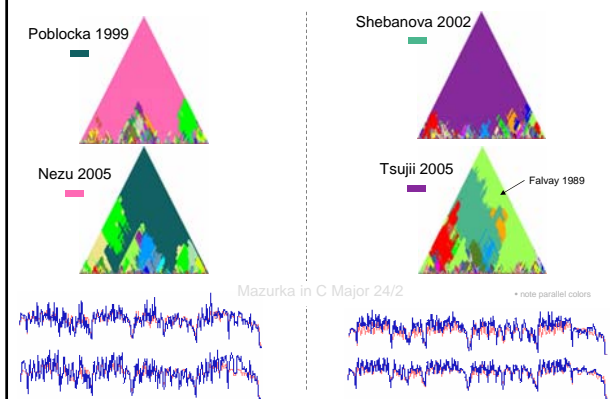 Poblocka 1999
Shebanova 2002
Nezu 2005
Tsujii 2005
Falvay 1989
Mazurka in C Major 24/2
* note parallel colors